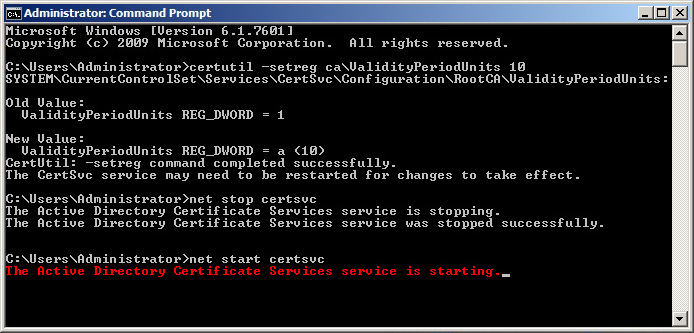 Administrator: Command Prompt
Microsoft Windows [Version 6.1.7601]
Copyright (c) 2009 Microsoft Corporation.  All rights reserved.
C:\Users\Administrator>certutil -setreg ca\ValidityPeriodUnits 10
SYSTEM\CurrentControlSet\Services\CertSvc\Configuration\RootCA\ValidityPeriodUnits:
Old Value:
  ValidityPeriodUnits REG_DWORD = 1
New Value:
  ValidityPeriodUnits REG_DWORD = a (10)
CertUtil: -setreg command completed successfully.
The CertSvc service may need to be restarted for changes to take effect.
C:\Users\Administrator>net stop certsvc
The Active Directory Certificate Services service is stopping.
The Active Directory Certificate Services service was stopped successfully.
C:\Users\Administrator>net start certsvc
The Active Directory Certificate Services service is starting.